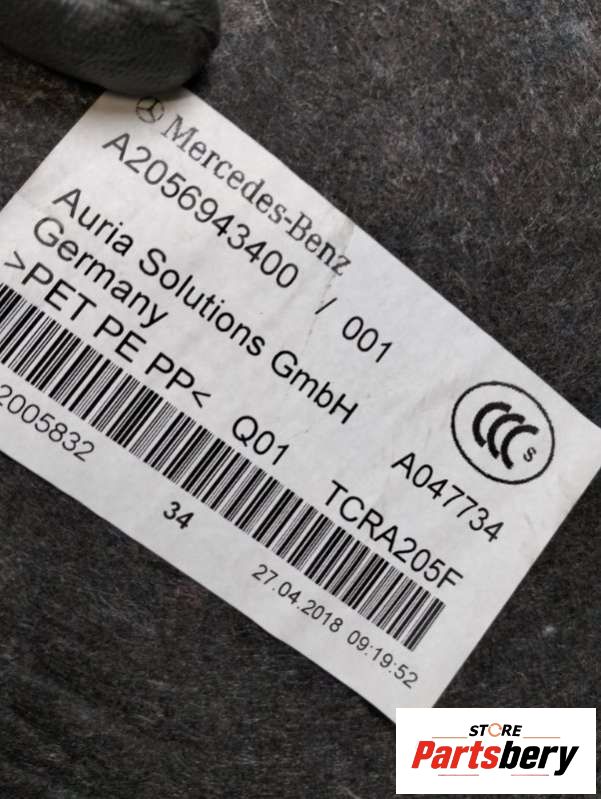 Mercedes-Benz
A2056943400 / 001
Auria Solutions GmbH
Germany
A047734
>PET PE PP< Q01 TCRA205F
CCC S
2005832
34
27.04.2018 09:19:52
STORE
Partsbery